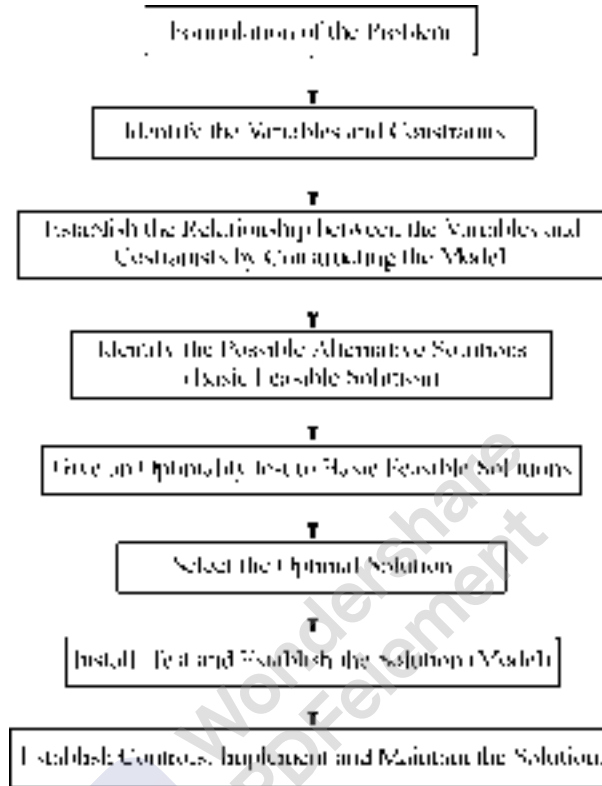 Formulation of the Problem
Identify the Variables and Constraints
Establish the Relationship between the Variables and
Constraints by Constructing the Model
Identify the Possible Alternative Solutions
(Basic Feasible Solution)
Give an Optimality test to Basic Feasible Solutions
Select the Optimal Solution
Install, Test and Establish the Solution (Model)
Establish Controls, Implement and Maintain the Solution.
Wondershare
PDFelement